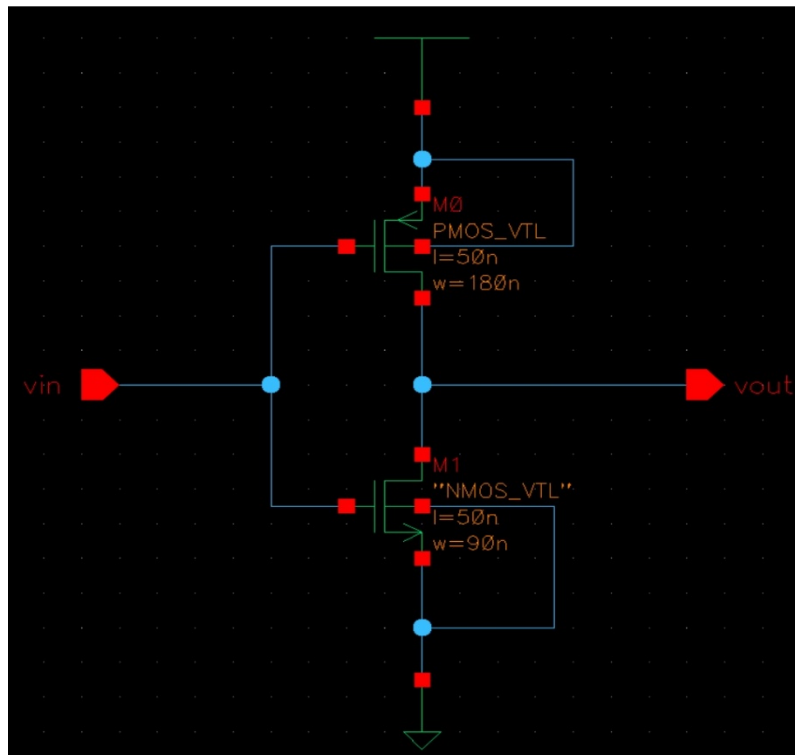 M0
PMOS_VTL
l=50n
w=180n
vin
vout
M1
"NMOS_VTL"
l=50n
w=90n